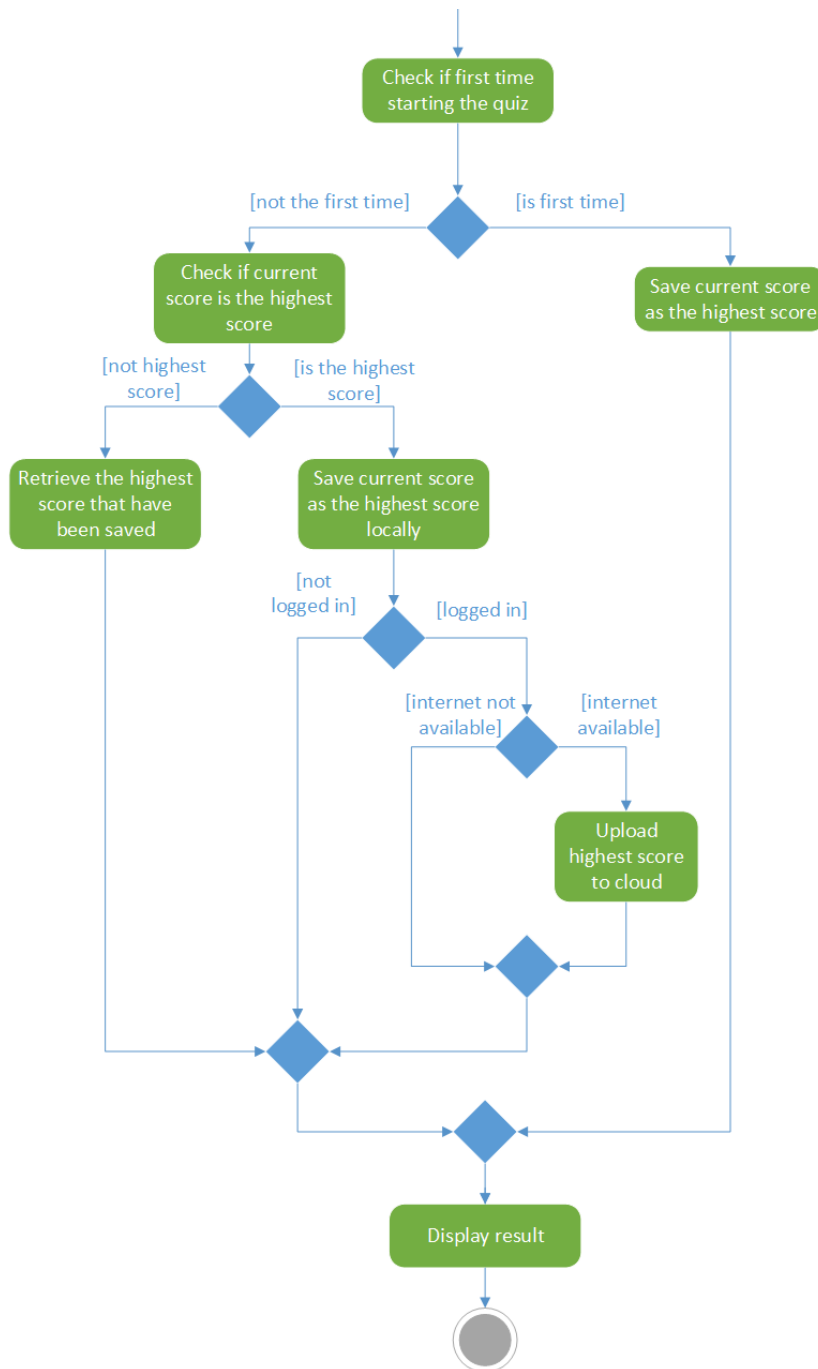 Check if first time
starting the quiz
[not the first time]
[is first time]
Check if current
score is the highest
score
Save current score
as the highest score
[not highest
score]
[is the highest
score]
Retrieve the highest
score that have
been saved
Save current score
as the highest score
locally
[not
logged in]
[logged in]
[internet not
available]
[internet
available]
Upload
highest score
to cloud
Display result